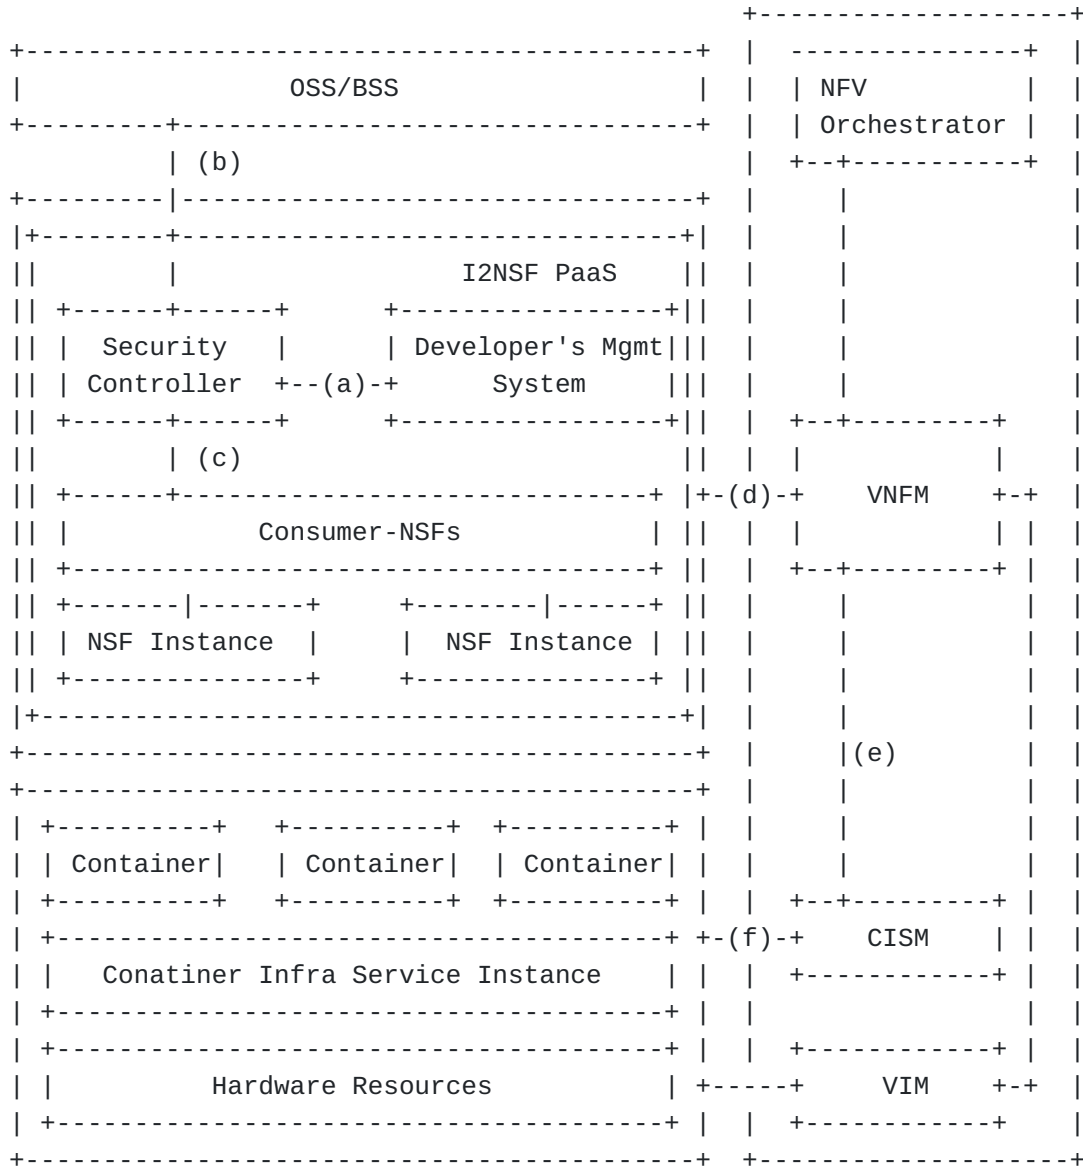 OSS/BSS | NFV
Orchestrator
(b)
I2NSF PaaS
Security | Developer's Mgmt
Controller (a) System
(c)
(d) VNFM
Consumer-NSFs
NSF Instance | NSF Instance
(e)
Container | Container | Container
(f) CISM
Conatiner Infra Service Instance
Hardware Resources | VIM